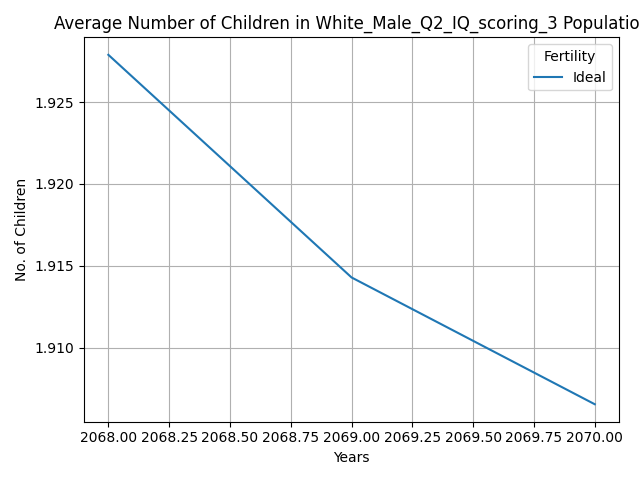 Average Number of Children in White_Male_Q2_IQ_scoring_3 Populatio
Fertility
Ideal
No. of Children
1.925
1.920
1.915
1.910
2068.00 2068.25 2068.50 2068.75 2069.00 2069.25 2069.50 2069.75 2070.00
Years